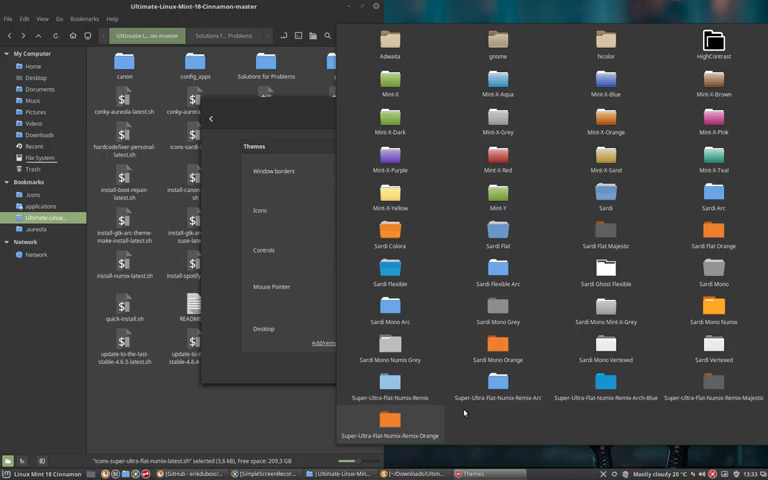 Ultimate-Linux-Mint-18-Cinnamon-master
File Edit View Go Bookmarks Help
Ultimate-L...on-master
Solutions f... Problems
My Computer
Home
Desktop
Documents
Music
Pictures
Videos
Downloads
Recent
File System
Trash
Bookmarks
.icons
applications
Ultimate-Linux...
.aureola
Network
Network
canon
config_apps
Solutions for Problems
conky-aureola-latest.sh
hardcodefixer-personal-
latest.sh
install-boot-repair-
latest.sh
install-gtk-arc-theme-
make-install-latest.sh
install-numix-latest.sh
quick-install.sh
update-to-the-last-
stable-4.6.3-latest.sh
Themes
Window borders
Icons
Controls
Mouse Pointer
Desktop
Adwaita
gnome
hicolor
HighContrast
Mint-X
Mint-X-Aqua
Mint-X-Blue
Mint-X-Brown
Mint-X-Dark
Mint-X-Grey
Mint-X-Orange
Mint-X-Pink
Mint-X-Purple
Mint-X-Red
Mint-X-Sand
Mint-X-Teal
Mint-X-Yellow
Mint-Y
Sardi
Sardi Arc
Sardi Colora
Sardi Flat
Sardi Flat Majestic
Sardi Flat Orange
Sardi Flexible
Sardi Flexible Arc
Sardi Ghost Flexible
Sardi Mono
Sardi Mono Arc
Sardi Mono Grey
Sardi Mono Mint-X-Grey
Sardi Mono Numix
Sardi Mono Numix Grey
Sardi Mono Orange
Sardi Mono Vertexed
Sardi Vertexed
Super-Ultra-Flat-Numix-Remix
Super-Ultra-Flat-Numix-Remix-Arc
Super-Ultra-Flat-Numix-Remix-Arch-Blue
Super-Ultra-Flat-Numix-Remix-Majestic
Super-Ultra-Flat-Numix-Remix-Orange
"icons-super-ultra-flat-numix-latest.sh" selected (3,6 kB), Free space: 209,3 GB
Linux Mint 18 Cinnamon
[GitHub - erikdubois/...
[SimpleScreenRecor...
[Ultimate-Linux-Min...
[~/Downloads/Ultim...
Themes
Mostly cloudy 20 °C
13:33